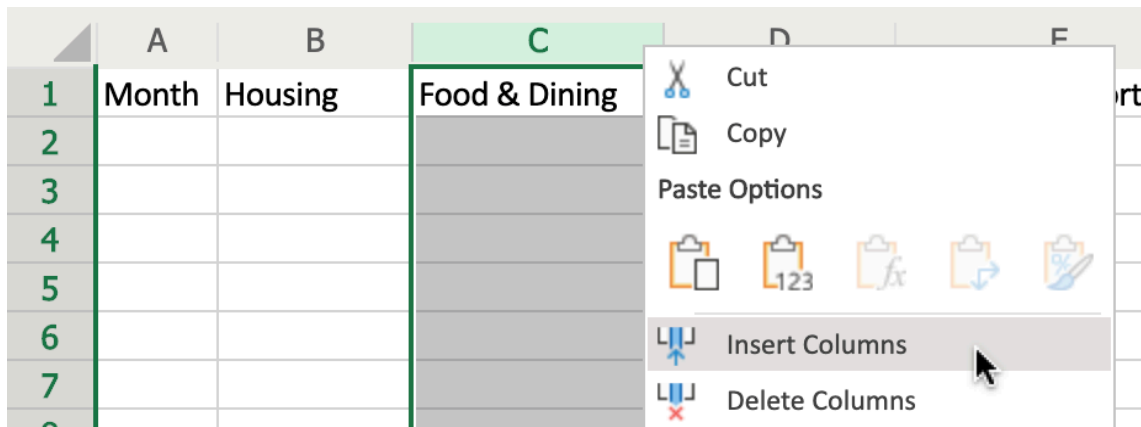 A B C D E
1 Month Housing Food & Dining
2
3
4
5
6
7
Cut
Copy
Paste Options
123
fx
%
Insert Columns
Delete Columns